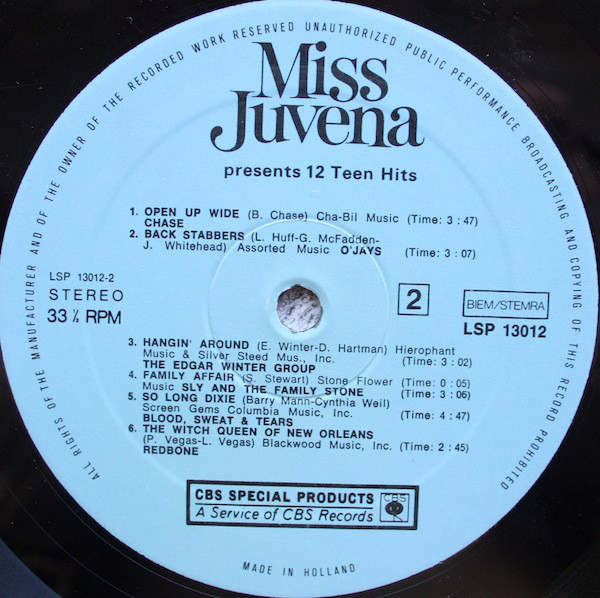 ALL RIGHTS OF THE MANUFACTURER AND OF THE OWNER OF THE RECORDED WORK RESERVED UNAUTHORIZED PUBLIC PERFORMANCE BROADCASTING AND COPYING OF THIS RECORD PROHIBITED
Miss
Juvena
presents 12 Teen Hits
1. OPEN UP WIDE (B. Chase) Cha-Bil Music (Time: 3 : 47)
CHASE
2. BACK STABBERS (L. Huff-G. McFadden-
J. Whitehead) Assorted Music O'JAYS (Time: 3 : 07)
LSP 13012-2
STEREO
33⅓ RPM
2
BIEM/STEMRA
LSP 13012
3. HANGIN' AROUND (E. Winter-D. Hartman) Hierophant
Music & Silver Steed Mus., Inc. (Time: 3 : 02)
THE EDGAR WINTER GROUP
4. FAMILY AFFAIR (S. Stewart) Stone Flower (Time: 0 : 05)
Music SLY AND THE FAMILY STONE (Time: 3 : 06)
5. SO LONG DIXIE (Barry Mann-Cynthia Weil)
Screen Gems Columbia Music, Inc. (Time: 4 : 47)
BLOOD, SWEAT & TEARS
6. THE WITCH QUEEN OF NEW ORLEANS
(P. Vegas-L. Vegas) Blackwood Music, Inc. (Time: 2 : 45)
REDBONE
CBS SPECIAL PRODUCTS
A Service of CBS Records
CBS
MADE IN HOLLAND